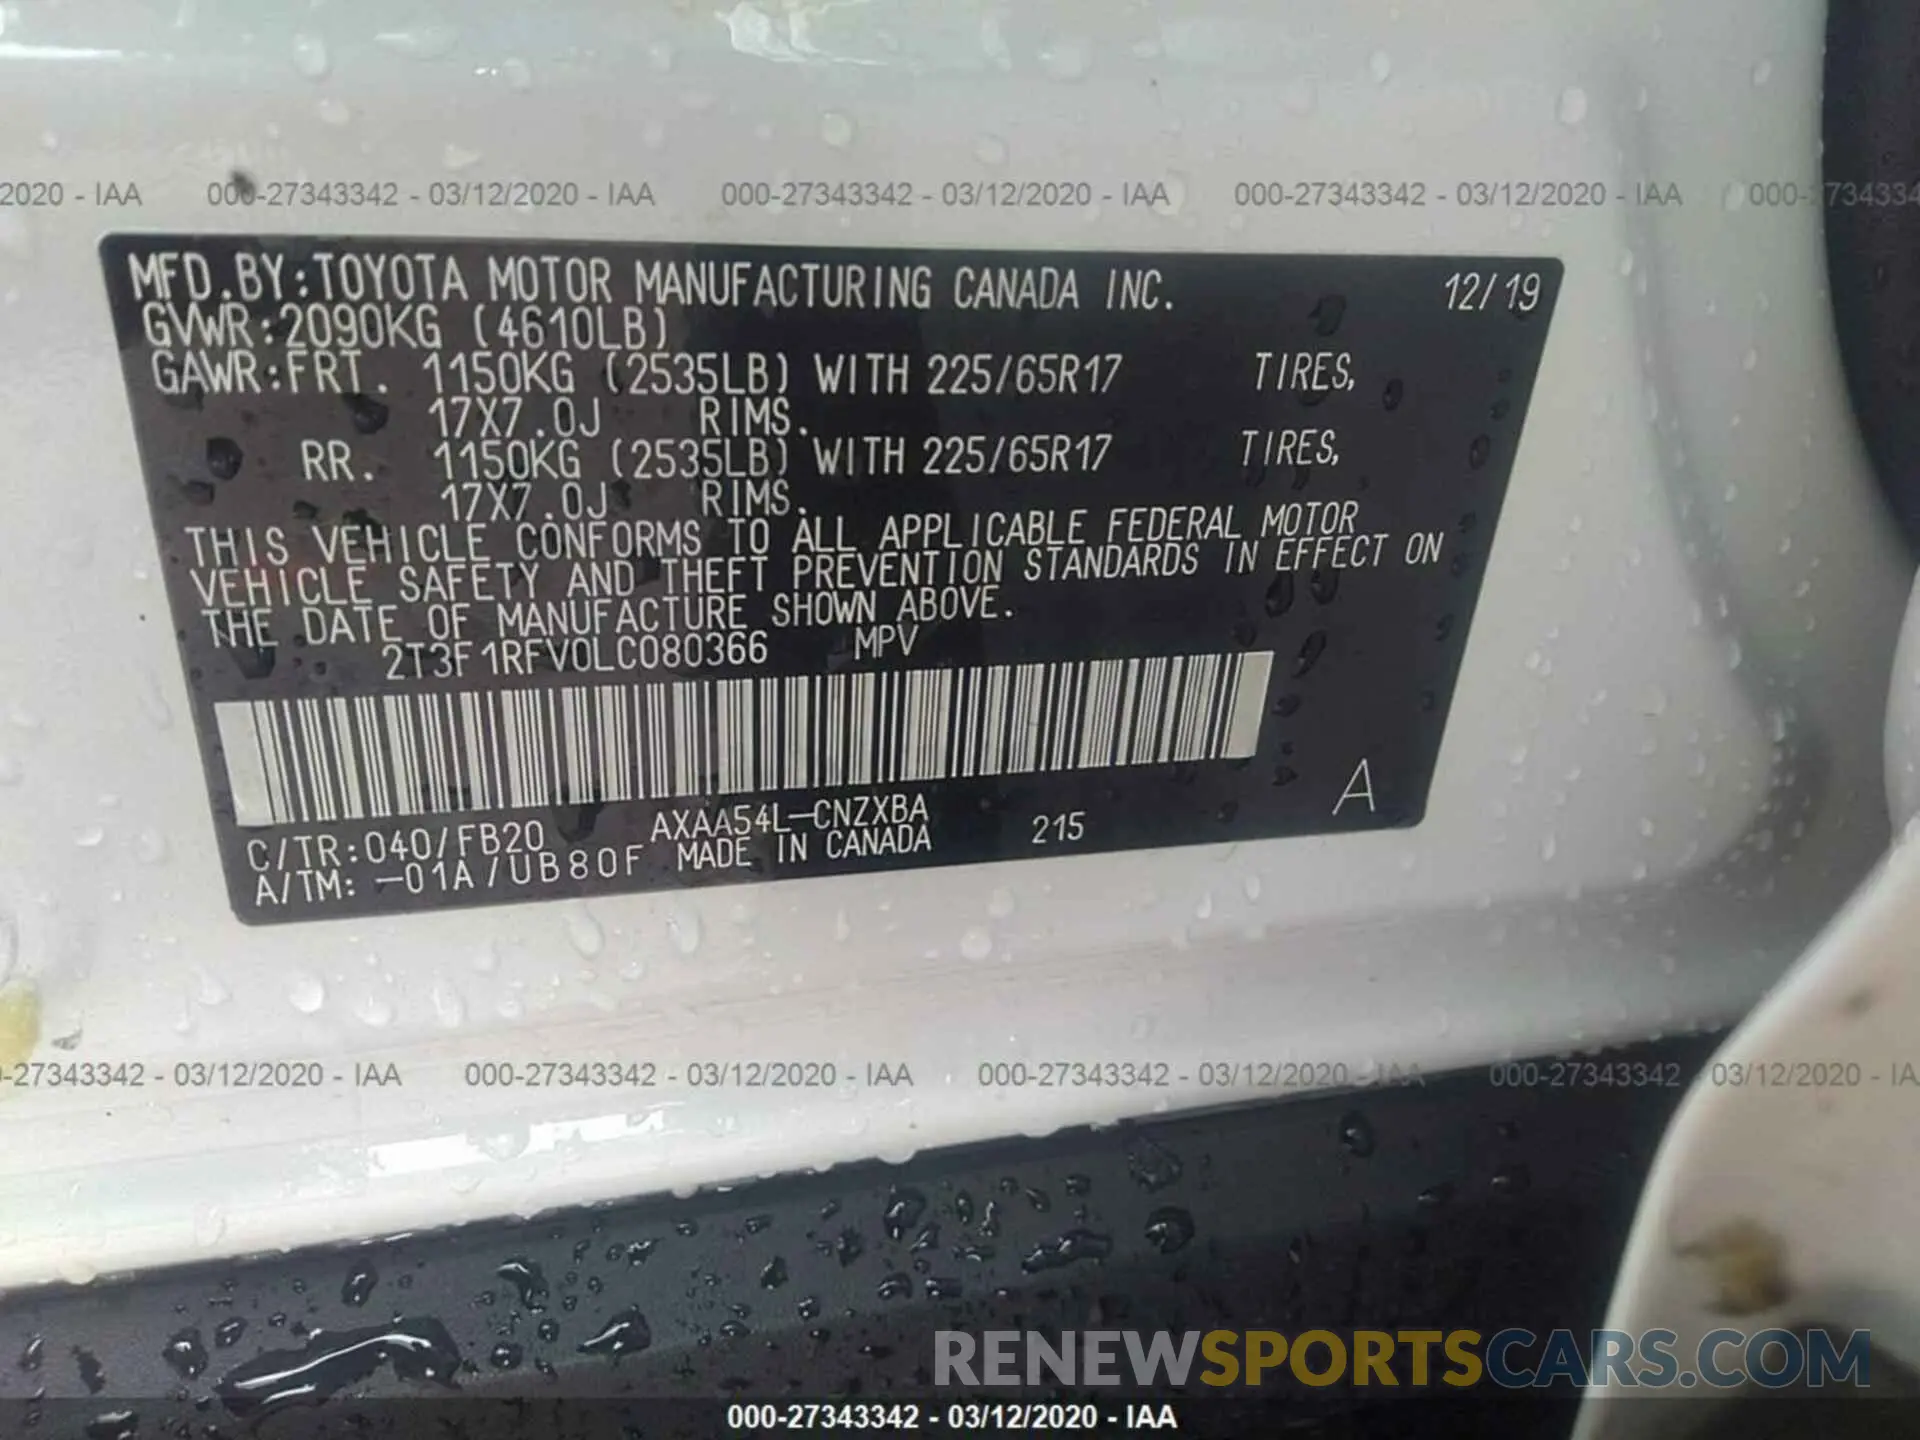 2020 - IAA 000-27343342 - 03/12/2020 - IAA 000-27343342 - 03/12/2020 - IAA 000-27343342 - 03/12/2020 - IAA 000-2734334
MFD.BY:TOYOTA MOTOR MANUFACTURING CANADA INC. 12/19
GVWR:2090KG (4610LB)
GAWR:FRT. 1150KG (2535LB) WITH 225/65R17 TIRES,
17X7.0J RIMS.
RR. 1150KG (2535LB) WITH 225/65R17 TIRES,
17X7.0J RIMS.
THIS VEHICLE CONFORMS TO ALL APPLICABLE FEDERAL MOTOR
VEHICLE SAFETY AND THEFT PREVENTION STANDARDS IN EFFECT ON
THE DATE OF MANUFACTURE SHOWN ABOVE.
2T3F1RFV0LC080366 MPV
A
C/TR:040/FB20 AXAA54L-CNZXBA 215
A/TM:-01A/UB80F MADE IN CANADA
-27343342 - 03/12/2020 - IAA 000-27343342 - 03/12/2020 - IAA 000-27343342 - 03/12/2020 - IAA 000-27343342 - 03/12/2020 - IA
RENEWSPORTSCARS.COM
000-27343342 - 03/12/2020 - IAA